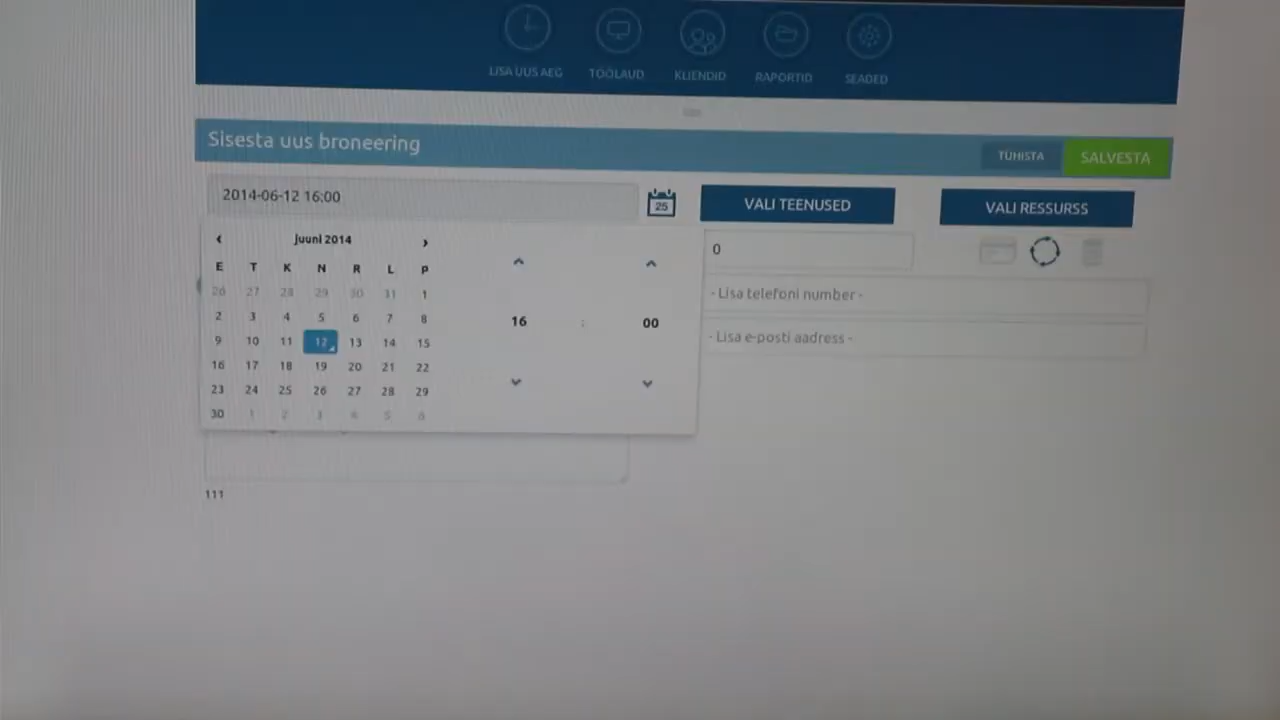 LISA UUS AEG TÖÖLAUD KLIENDID RAPORTID SEADED
Sisesta uus broneering TÜHISTA SALVESTA
2014-06-12 16:00 25 VALI TEENUSED VALI RESSURSS
‹ juuni 2014 › 0
E T K N R L P
26 27 28 29 30 31 1 - Lisa telefoni number -
2 3 4 5 6 7 8 16 : 00
9 10 11 12 13 14 15 - Lisa e-posti aadress -
16 17 18 19 20 21 22
23 24 25 26 27 28 29
30 1 2 3 4 5 6
111